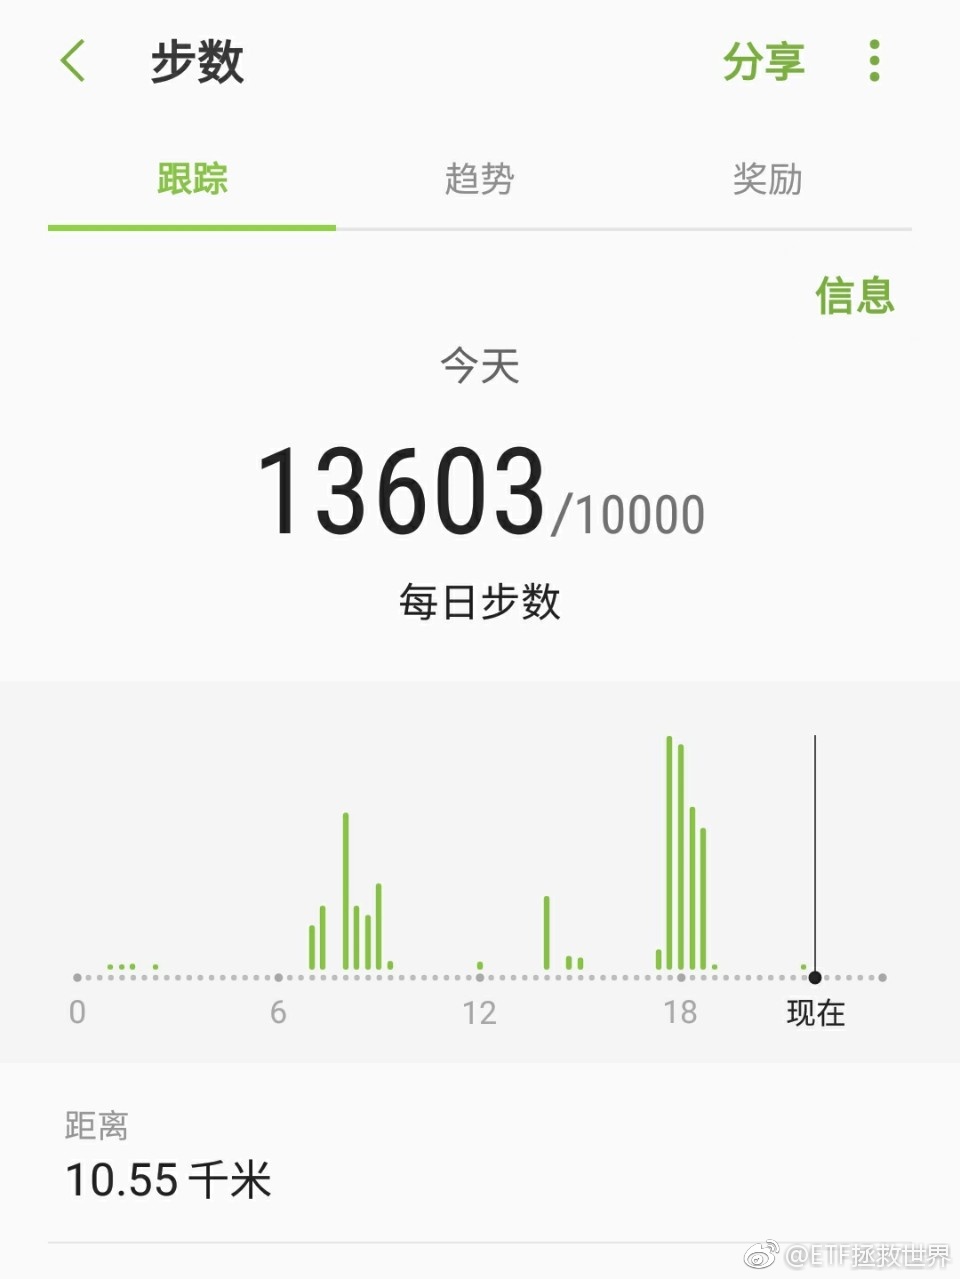 步数 分享
跟踪 趋势 奖励
信息
今天
13603/10000
每日步数
0 6 12 18 现在
距离
10.55 千米
@ETF拯救世界